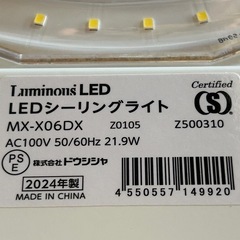 Luminous LED
Certified
LEDシーリングライト
S
MX-X06DX Z0105 Z500310
AC100V 50/60Hz 21.9W
PS
E
株式会社ドウシシャ
2024年製
MADE IN CHINA
4 550557 149920